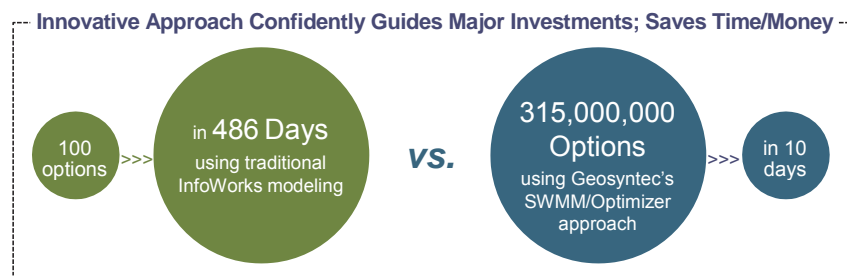 Innovative Approach Confidently Guides Major Investments; Saves Time/Money
100
options
>>>
in 486 Days
using traditional
InfoWorks modeling
vs.
315,000,000
Options
using Geosyntec's
SWMM/Optimizer
approach
>>>
in 10
days